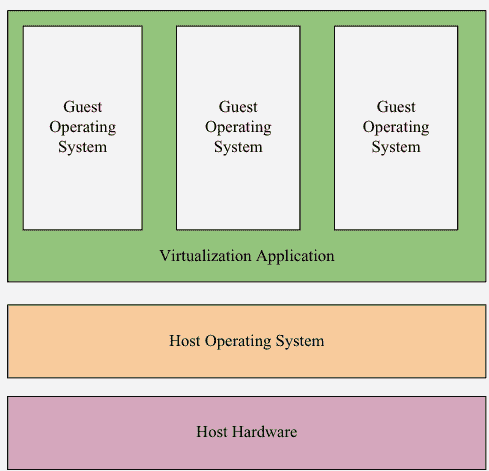 Guest
Operating
System
Guest
Operating
System
Guest
Operating
System
Virtualization Application
Host Operating System
Host Hardware